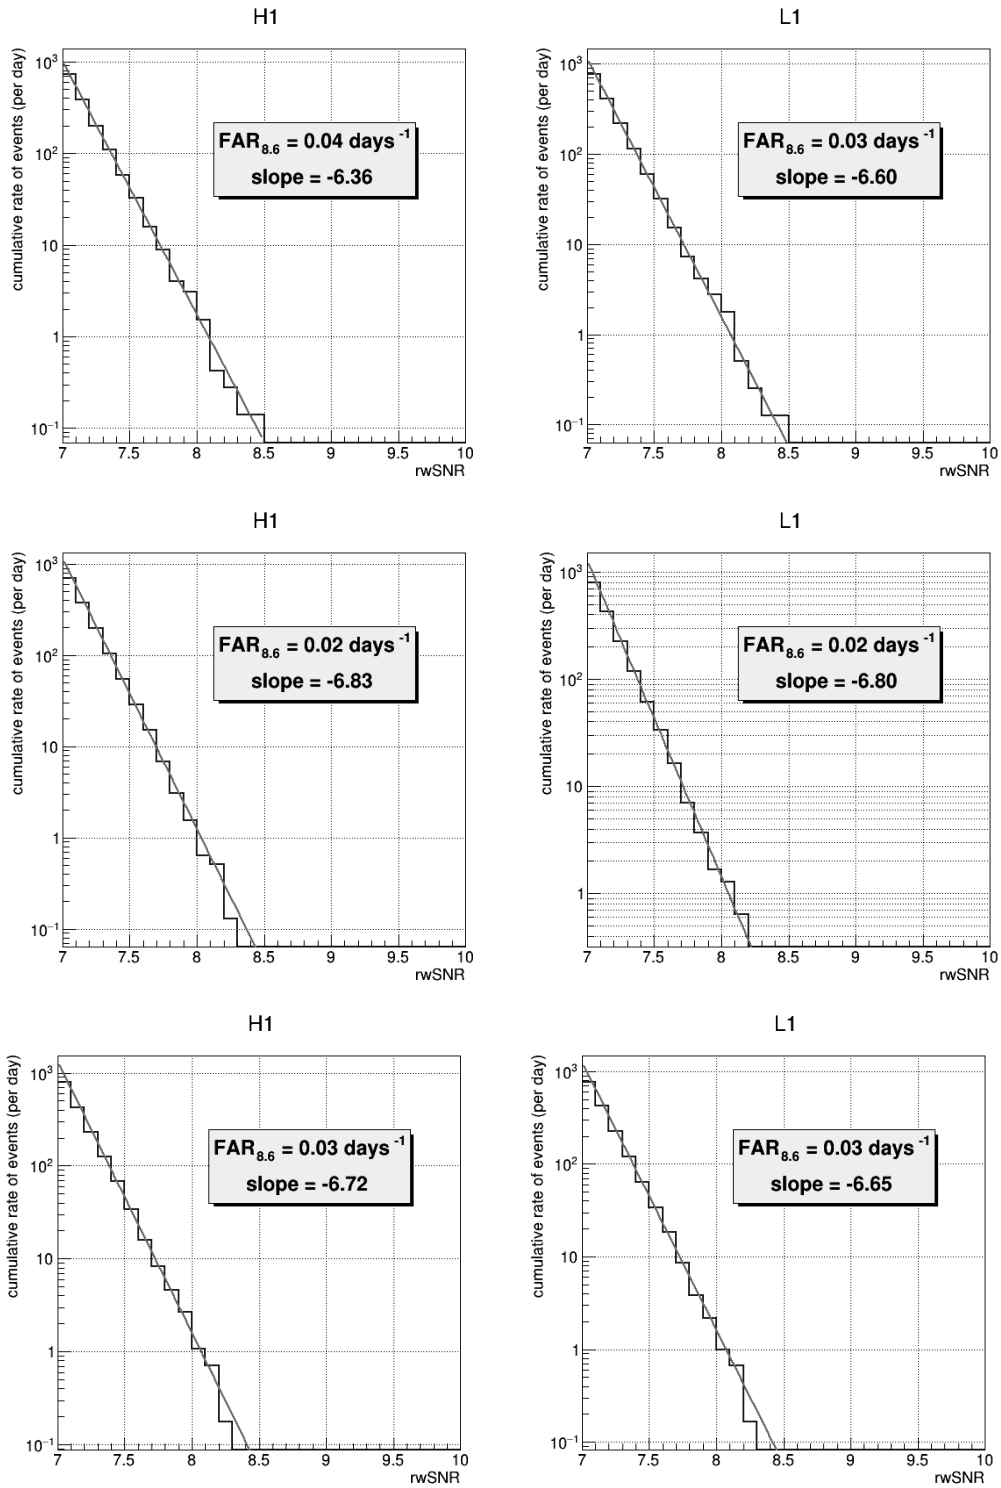 H1
cumulative rate of events (per day)
10³
10²
10
1
10⁻¹
FAR₈.₆ = 0.04 days ⁻¹
slope = -6.36
7 7.5 8 8.5 9 9.5 10
rwSNR
L1
cumulative rate of events (per day)
10³
10²
10
1
10⁻¹
FAR₈.₆ = 0.03 days ⁻¹
slope = -6.60
7 7.5 8 8.5 9 9.5 10
rwSNR
H1
cumulative rate of events (per day)
10³
10²
10
1
10⁻¹
FAR₈.₆ = 0.02 days ⁻¹
slope = -6.83
7 7.5 8 8.5 9 9.5 10
rwSNR
L1
cumulative rate of events (per day)
10³
10²
10
1
FAR₈.₆ = 0.02 days ⁻¹
slope = -6.80
7 7.5 8 8.5 9 9.5 10
rwSNR
H1
cumulative rate of events (per day)
10³
10²
10
1
10⁻¹
FAR₈.₆ = 0.03 days ⁻¹
slope = -6.72
7 7.5 8 8.5 9 9.5 10
rwSNR
L1
cumulative rate of events (per day)
10³
10²
10
1
10⁻¹
FAR₈.₆ = 0.03 days ⁻¹
slope = -6.65
7 7.5 8 8.5 9 9.5 10
rwSNR